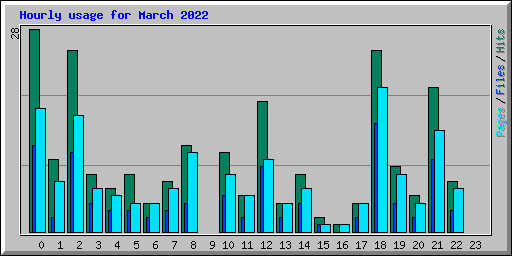 Hourly usage for March 2022
28
Pages/Files/Hits
0 1 2 3 4 5 6 7 8 9 10 11 12 13 14 15 16 17 18 19 20 21 22 23